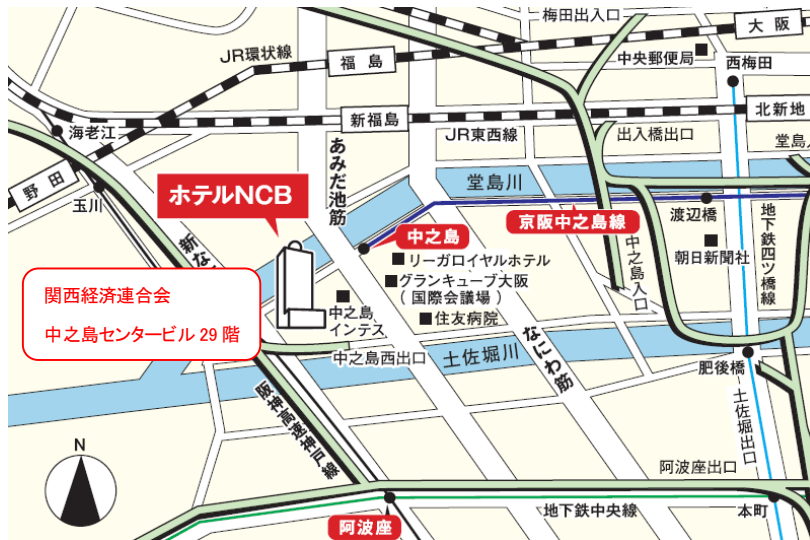 梅田出入口
大阪
JR環状線
福島
中央郵便局
西梅田
新福島
北新地
海老江
JR東西線
出入橋出口
堂島入
あみだ池筋
野田
玉川
ホテルNCB
堂島川
京阪中之島線
渡辺橋
中之島
新な
リーガロイヤルホテル
中之島入口
朝日新聞社
地下鉄四ツ橋線
グランキューブ大阪
(国際会議場)
関西経済連合会
中之島センタービル 29 階
中之島
インテス
住友病院
なにわ筋
中之島西出口
土佐堀川
肥後橋
阪神高速神戸線
土佐堀出口
N
阿波座出口
阿波座
地下鉄中央線
本町